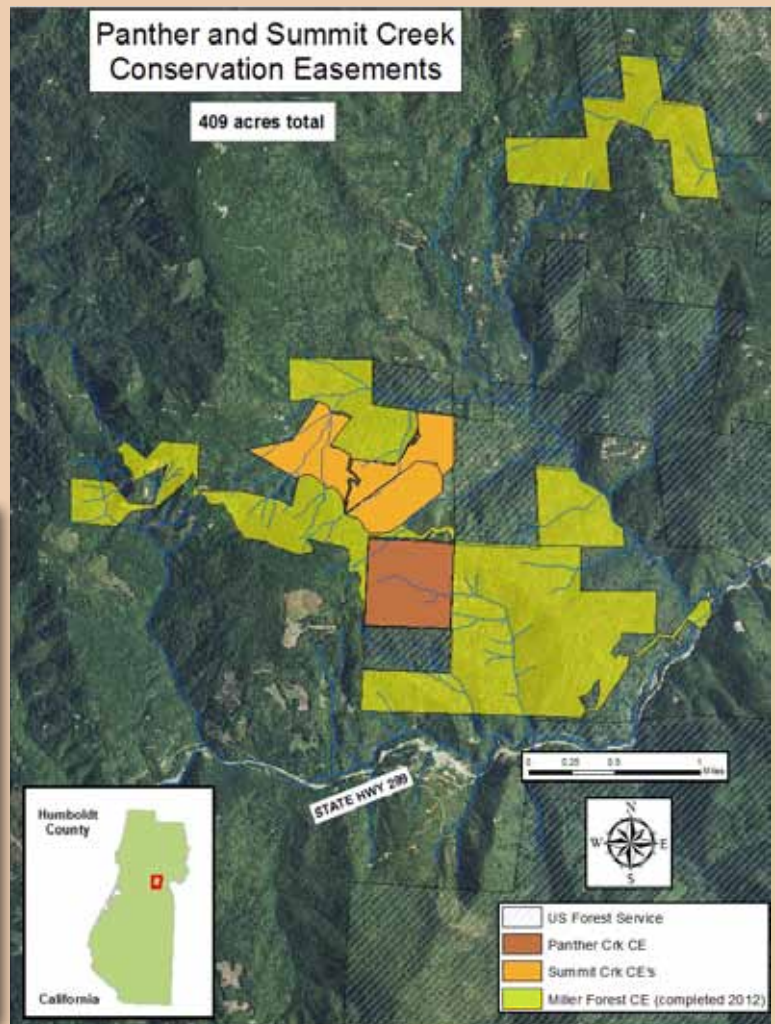 Panther and Summit Creek
Conservation Easements
409 acres total
STATE HWY 299
0 0.25 0.5 1
Miles
N
W E
S
Humboldt
County
California
US Forest Service
Panther Crk CE
Summit Crk CE's
Miller Forest CE (completed 2012)